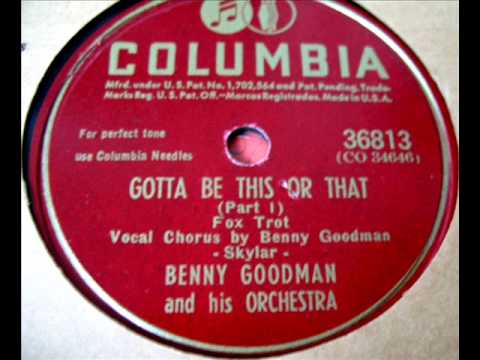 COLUMBIA
Mfrd. under U.S. Pat. No. 1,702,564 and Pat. Pending, Trade-
Marks Reg. U.S. Pat. Off.-Marcas Registradas. Made in U.S.A.
For perfect tone
use Columbia Needles
36813
(CO 34646)
GOTTA BE THIS OR THAT
(Part I)
Fox Trot
Vocal Chorus by Benny Goodman
- Skylar -
BENNY GOODMAN
and his ORCHESTRA